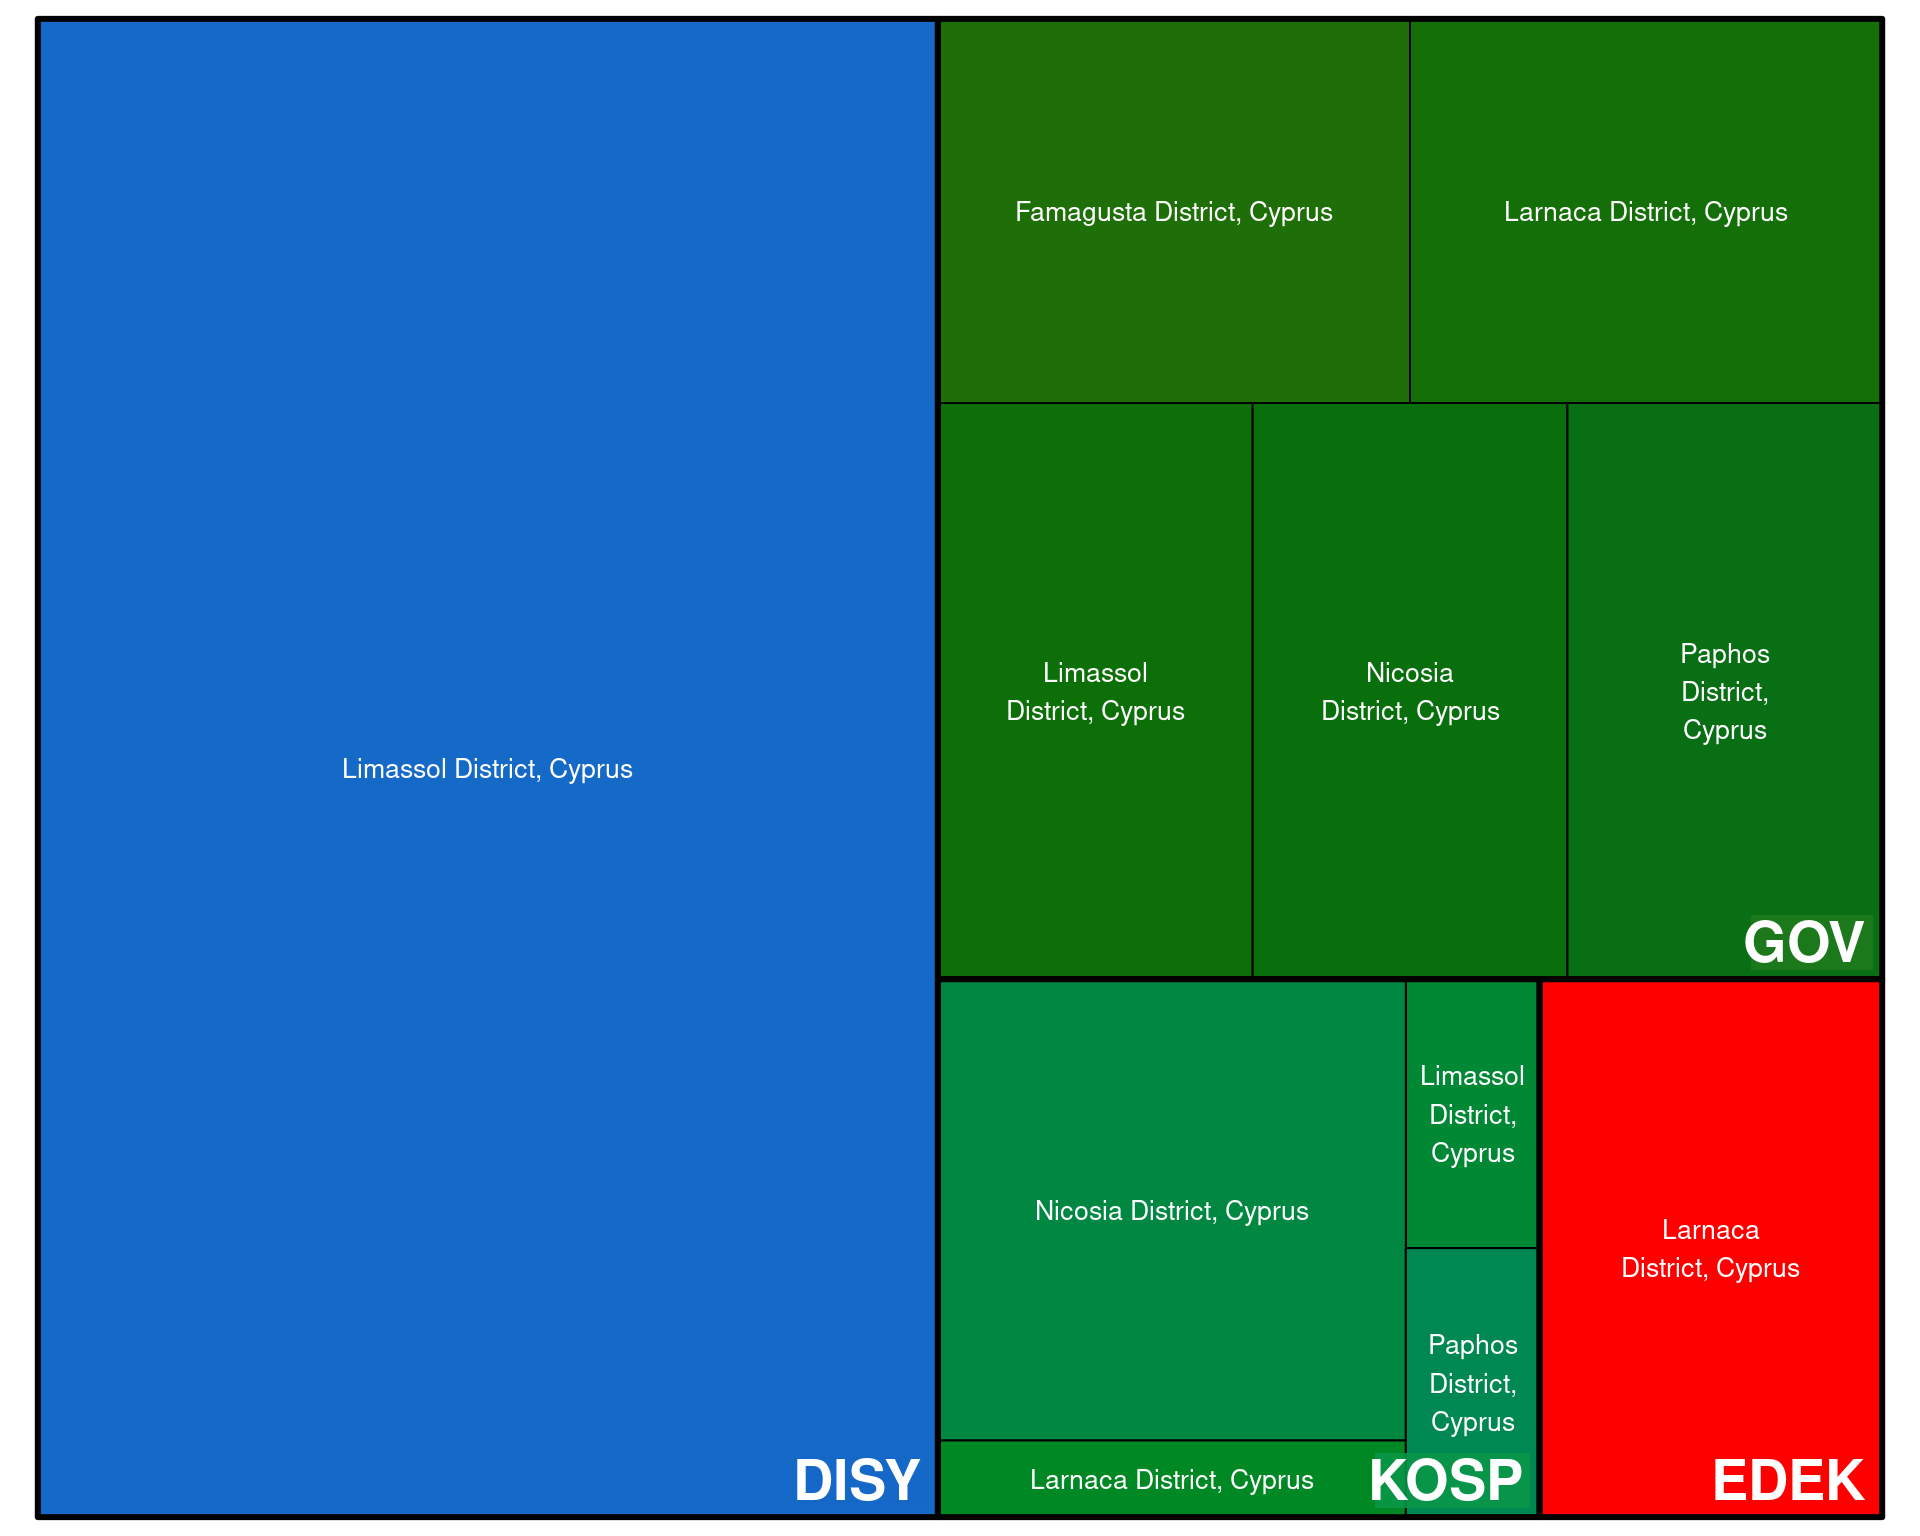 Limassol District, Cyprus
DISY
Famagusta District, Cyprus
Larnaca District, Cyprus
Limassol
District, Cyprus
Nicosia
District, Cyprus
Paphos
District,
Cyprus
GOV
Nicosia District, Cyprus
Limassol
District,
Cyprus
Paphos
District,
Cyprus
Larnaca District, Cyprus
KOSP
Larnaca
District, Cyprus
EDEK